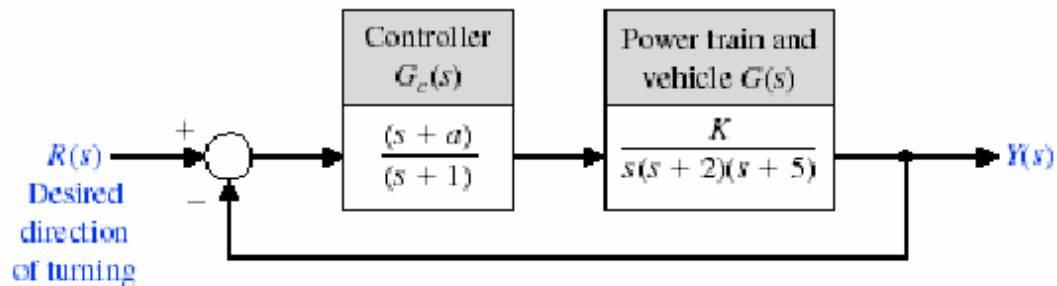 Controller
G_c(s)
(s + a)
(s + 1)
Power train and
vehicle G(s)
K
s(s + 2)(s + 5)
+
R(s)
−
Desired
direction
of turning
Y(s)